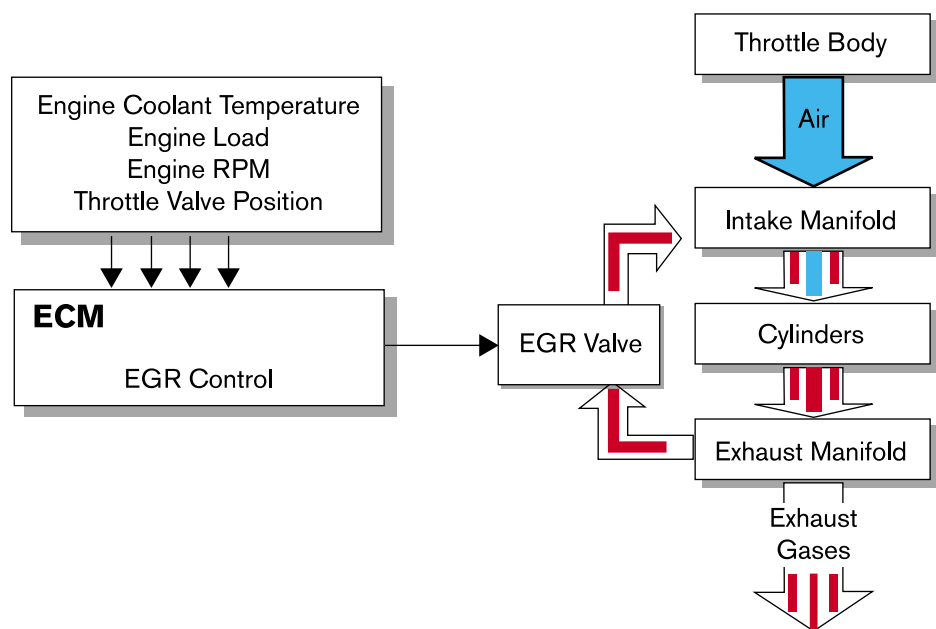 Throttle Body
Engine Coolant Temperature
Engine Load
Engine RPM
Throttle Valve Position
Air
Intake Manifold
ECM
EGR Control
EGR Valve
Cylinders
Exhaust Manifold
Exhaust
Gases